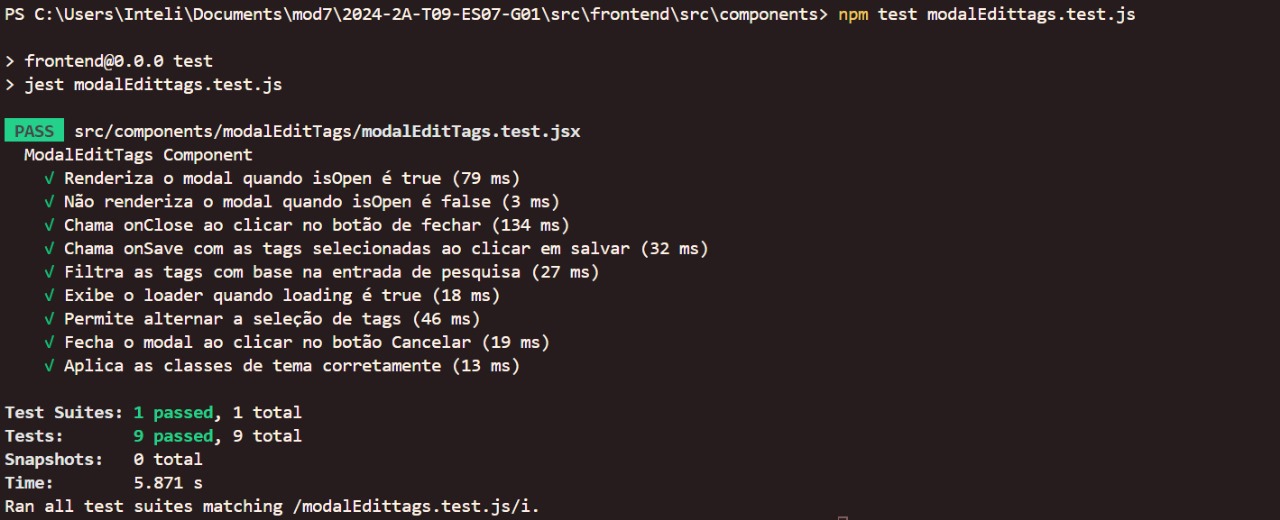 PS C:\Users\Inteli\Documents\mod7\2024-2A-T09-ES07-G01\src\frontend\src\components> npm test modalEdittags.test.js
> frontend@0.0.0 test
> jest modalEdittags.test.js
PASS src/components/modalEditTags/modalEditTags.test.jsx
ModalEditTags Component
√ Renderiza o modal quando isOpen é true (79 ms)
√ Não renderiza o modal quando isOpen é false (3 ms)
√ Chama onClose ao clicar no botão de fechar (134 ms)
√ Chama onSave com as tags selecionadas ao clicar em salvar (32 ms)
√ Filtra as tags com base na entrada de pesquisa (27 ms)
√ Exibe o loader quando loading é true (18 ms)
√ Permite alternar a seleção de tags (46 ms)
√ Fecha o modal ao clicar no botão Cancelar (19 ms)
√ Aplica as classes de tema corretamente (13 ms)
Test Suites: 1 passed, 1 total
Tests: 9 passed, 9 total
Snapshots: 0 total
Time: 5.871 s
Ran all test suites matching /modalEdittags.test.js/i.